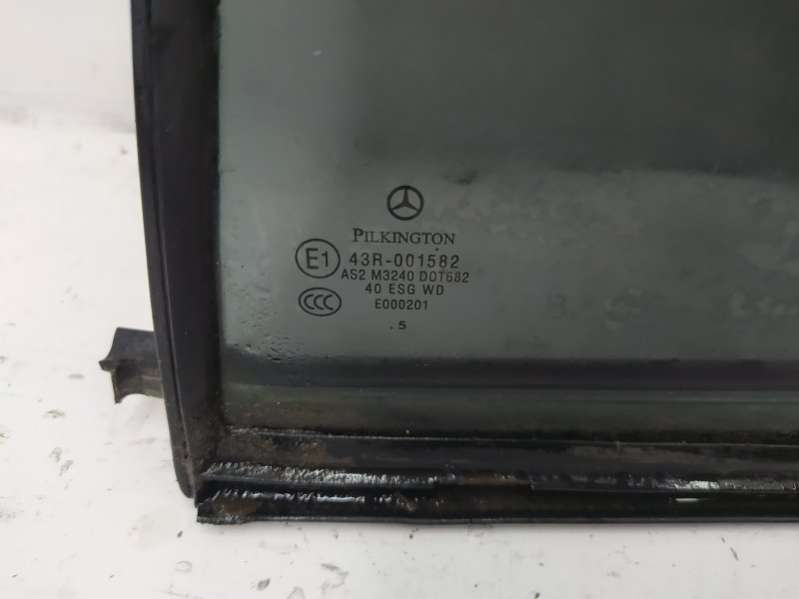 PILKINGTON
E1 43R-001582
AS2 M3240 DOT682
40 ESG WD
CCC E000201
. 5